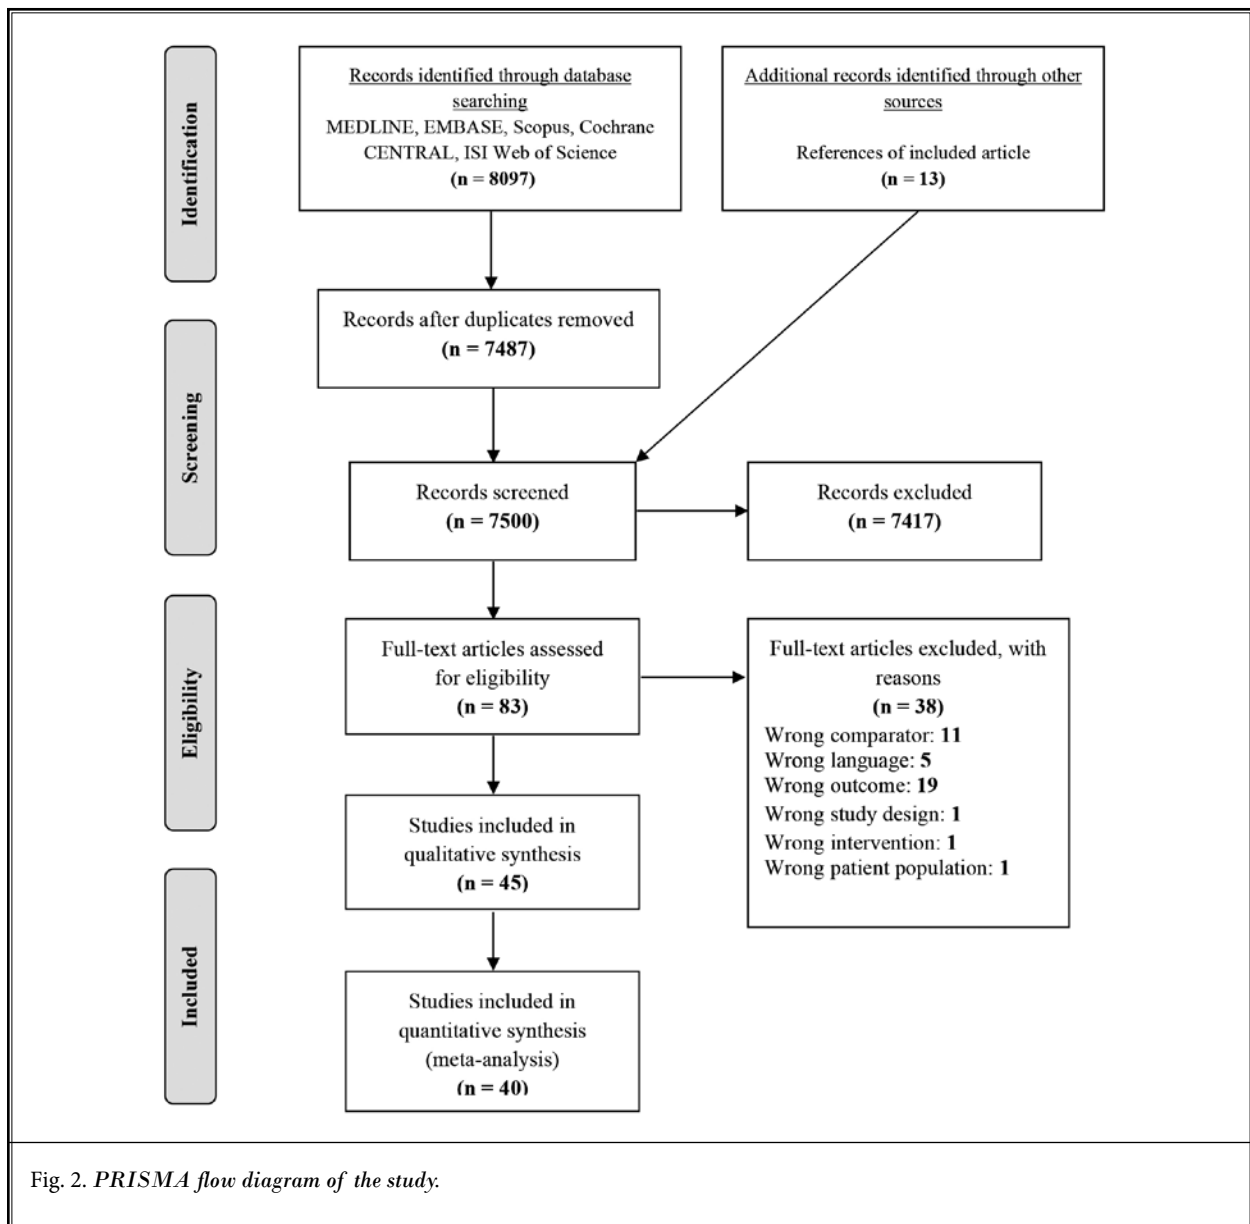 Identification
Records identified through database
searching
MEDLINE, EMBASE, Scopus, Cochrane
CENTRAL, ISI Web of Science
(n = 8097)
Additional records identified through other
sources
References of included article
(n = 13)
Records after duplicates removed
(n = 7487)
Screening
Records screened
(n = 7500)
Records excluded
(n = 7417)
Eligibility
Full-text articles assessed
for eligibility
(n = 83)
Full-text articles excluded, with
reasons
(n = 38)
Wrong comparator: 11
Wrong language: 5
Wrong outcome: 19
Wrong study design: 1
Wrong intervention: 1
Wrong patient population: 1
Studies included in
qualitative synthesis
(n = 45)
Included
Studies included in
quantitative synthesis
(meta-analysis)
(n = 40)
Fig. 2. PRISMA flow diagram of the study.